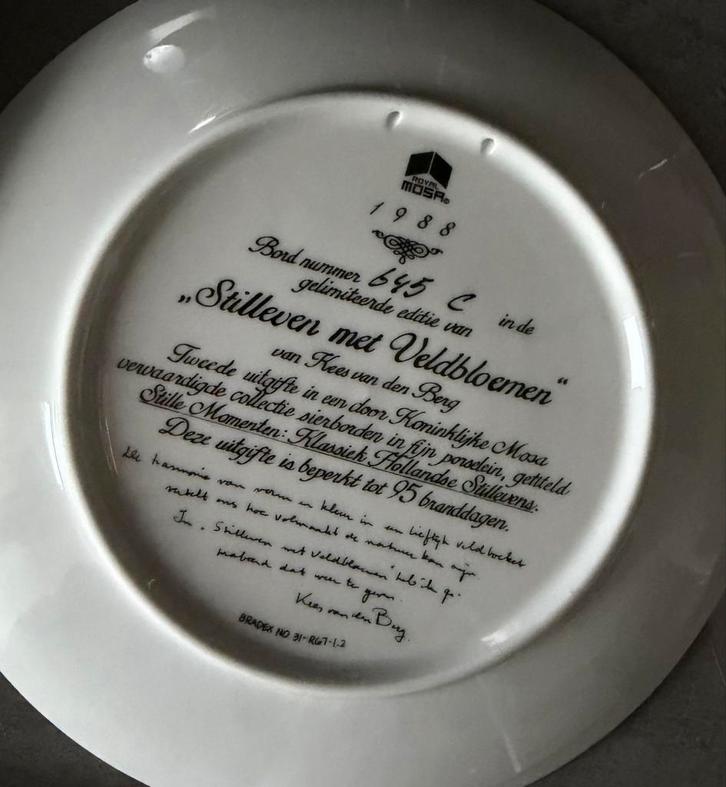 ROYAL
MOSA©
1988
Bord nummer 645 C in de
gelimiteerde editie van
„Stilleven met Veldbloemen“
van Kees van den Berg
Tweede uitgifte in een door Koninklijke Mosa
vervaardigde collectie sierborden in fijn porselein, getiteld
Stille Momenten: Klassiek Hollandse Stillevens.
Deze uitgifte is beperkt tot 95 branddagen.
De harmonie van vorm en kleur in een lieflijk veldboeket
vertelt ons hoe volmaakt de natuur kan zijn.
In „Stilleven met Veldbloemen“ heb ik ge-
probeerd dat weer te geven.
Kees van den Berg.
BRADEX NO 31-R67-1.2